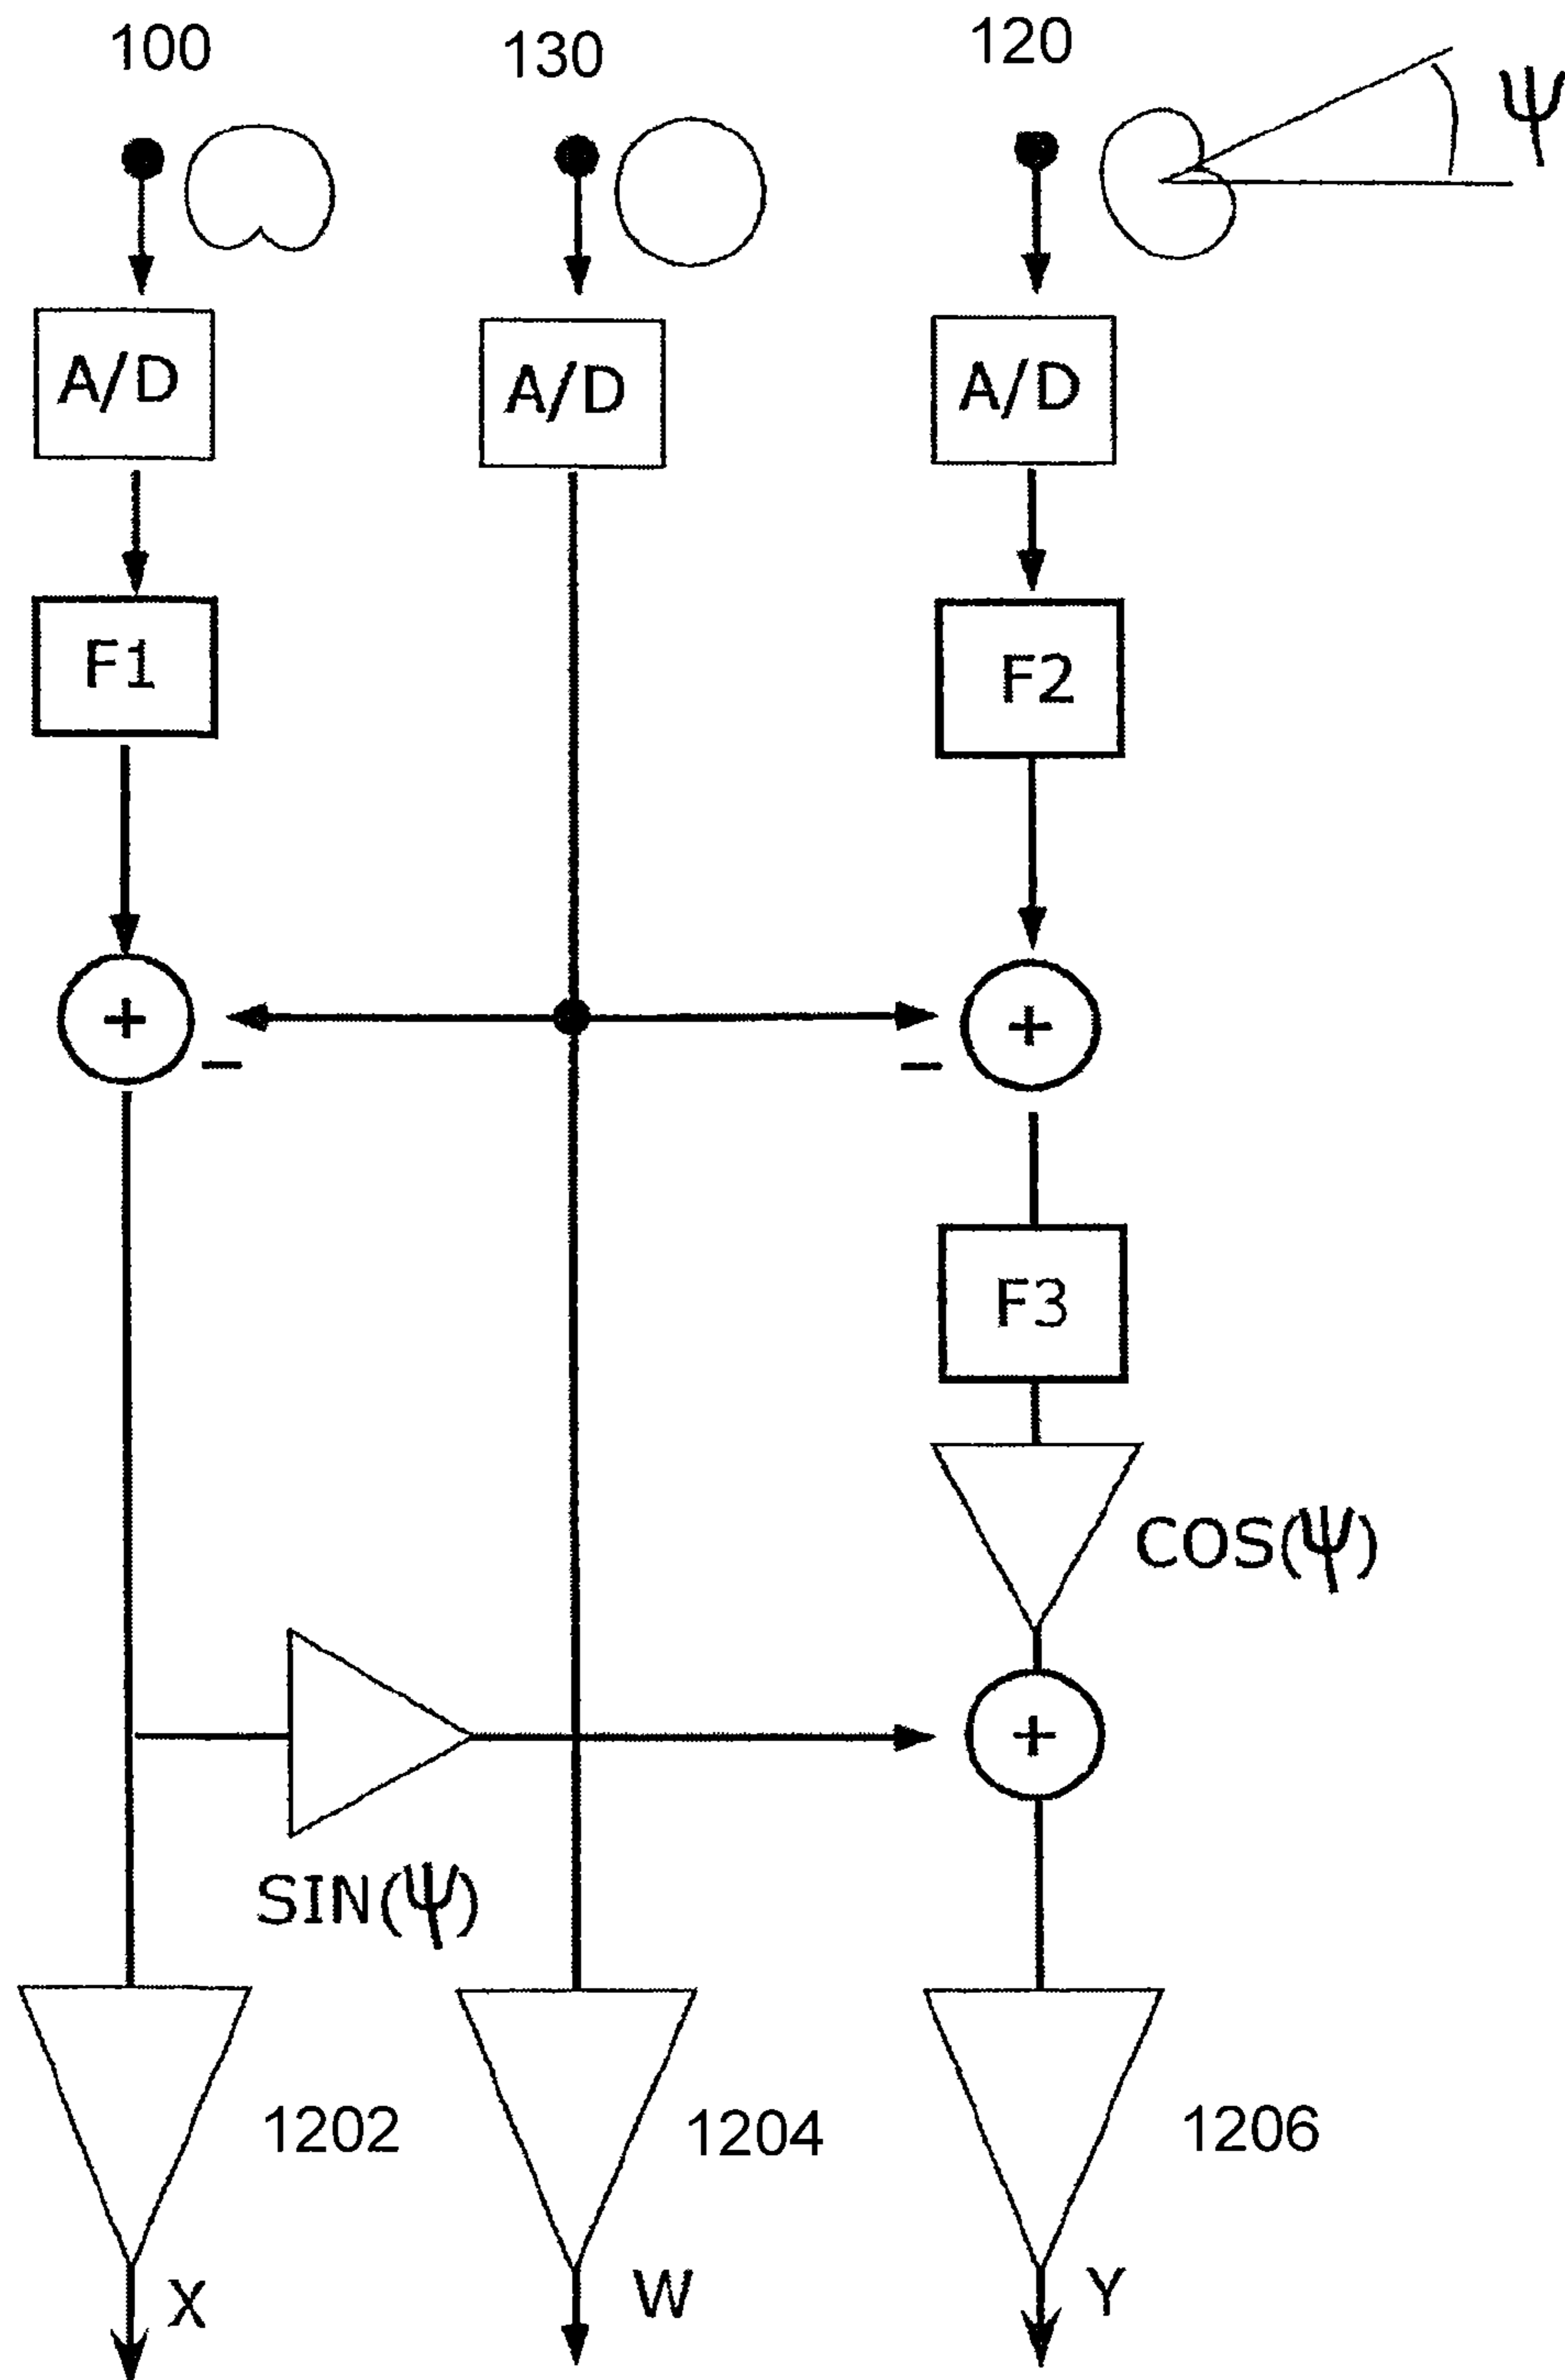 100
130
120
ψ
A/D
A/D
A/D
F1
F2
+
−
−
+
F3
COS(ψ)
+
SIN(ψ)
1202
1204
1206
X
W
Y